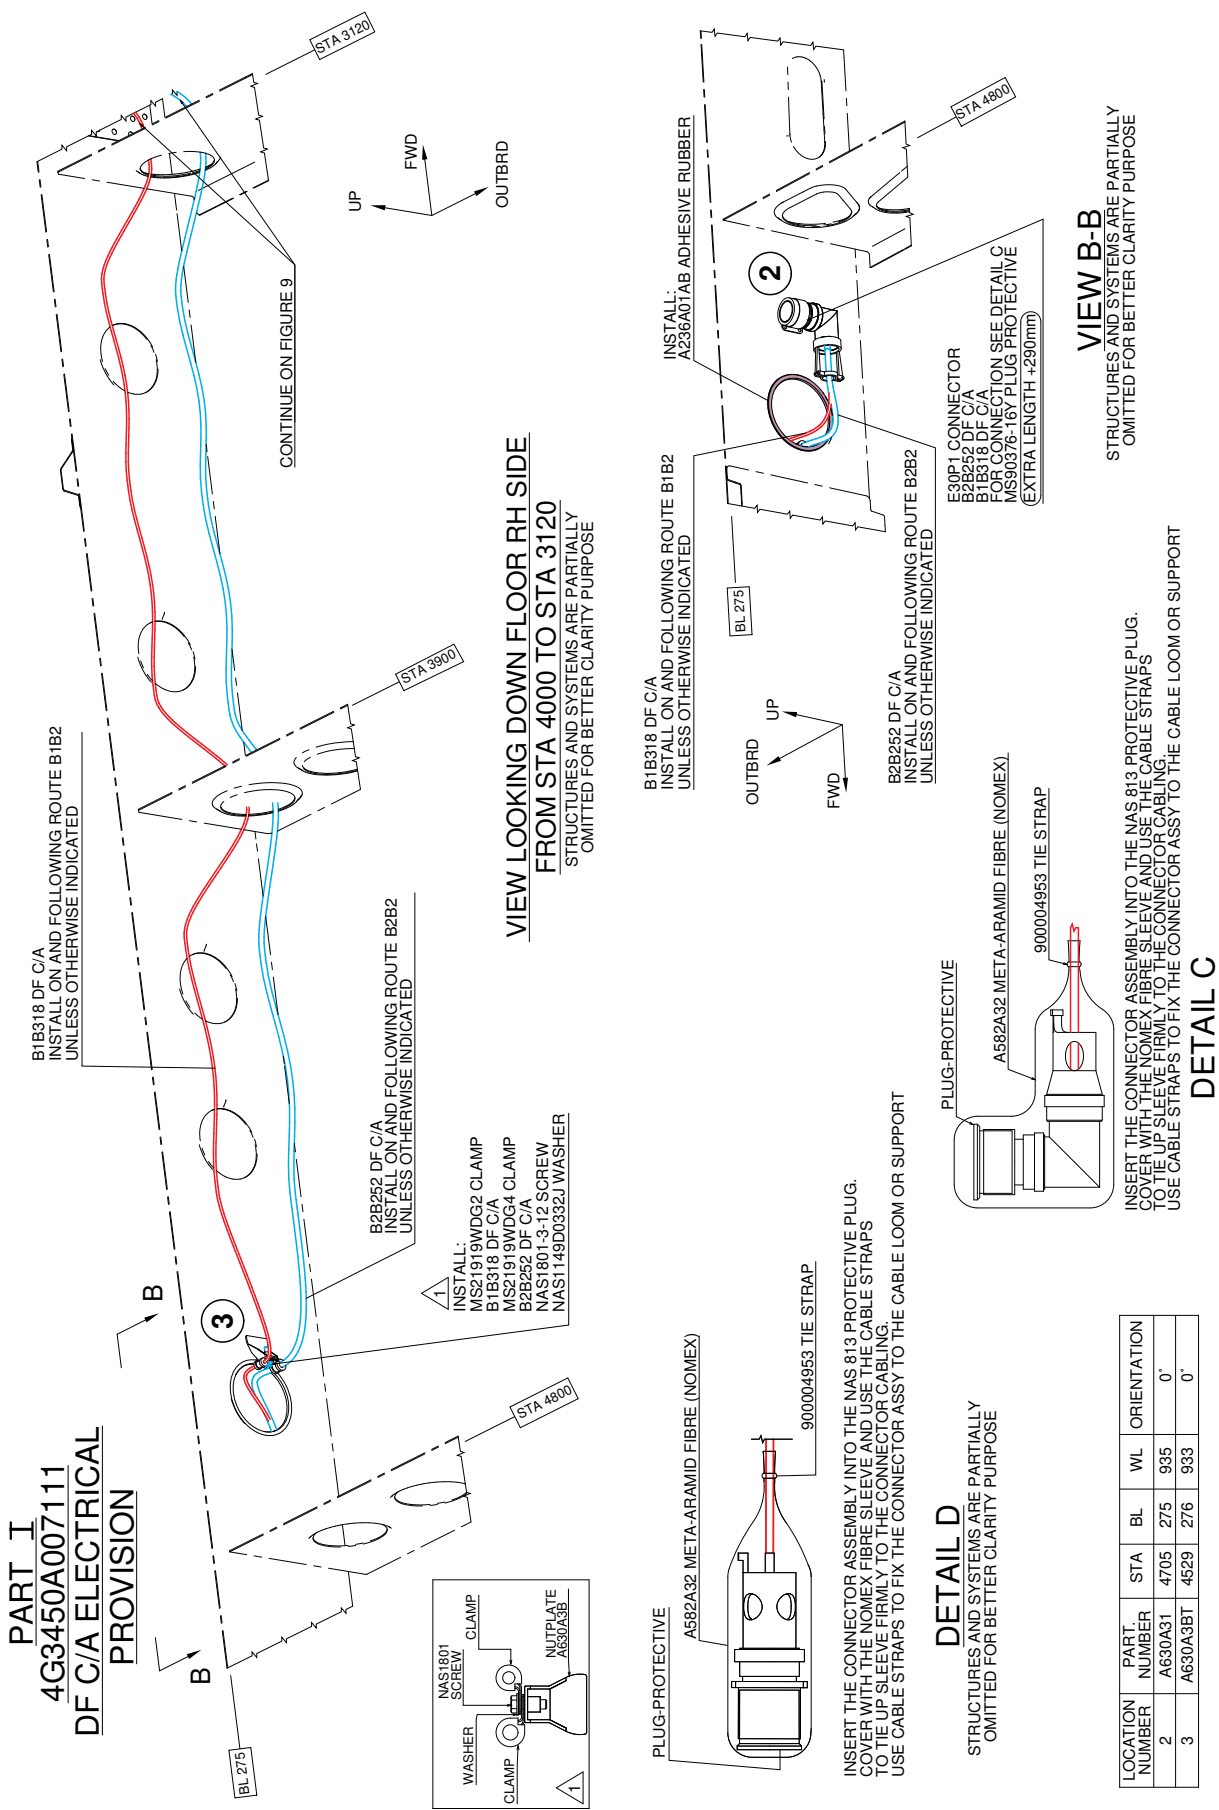 PART I
4G3450A007111
DF C/A ELECTRICAL
PROVISION
B
B
BL 275
STA 4800
3
B1B318 DF C/A
INSTALL ON AND FOLLOWING ROUTE B1B2
UNLESS OTHERWISE INDICATED
B2B252 DF C/A
INSTALL ON AND FOLLOWING ROUTE B2B2
UNLESS OTHERWISE INDICATED
1
INSTALL:
MS21919WDG2 CLAMP
B1B318 DF C/A
MS21919WDG4 CLAMP
B2B252 DF C/A
NAS1801-3-12 SCREW
NAS1149D0332J WASHER
STA 3900
STA 3120
CONTINUE ON FIGURE 9
UP
FWD
OUTBRD
VIEW LOOKING DOWN FLOOR RH SIDE
FROM STA 4000 TO STA 3120
STRUCTURES AND SYSTEMS ARE PARTIALLY
OMITTED FOR BETTER CLARITY PURPOSE
NAS1801
SCREW
WASHER
CLAMP
CLAMP
NUTPLATE
A630A3B
1
PLUG-PROTECTIVE
A582A32 META-ARAMID FIBRE (NOMEX)
900004953 TIE STRAP
INSERT THE CONNECTOR ASSEMBLY INTO THE NAS 813 PROTECTIVE PLUG.
COVER WITH THE NOMEX FIBRE SLEEVE AND USE THE CABLE STRAPS
TO TIE UP SLEEVE FIRMLY TO THE CONNECTOR CABLING.
USE CABLE STRAPS TO FIX THE CONNECTOR ASSY TO THE CABLE LOOM OR SUPPORT
DETAIL D
STRUCTURES AND SYSTEMS ARE PARTIALLY
OMITTED FOR BETTER CLARITY PURPOSE
PLUG-PROTECTIVE
A582A32 META-ARAMID FIBRE (NOMEX)
900004953 TIE STRAP
INSERT THE CONNECTOR ASSEMBLY INTO THE NAS 813 PROTECTIVE PLUG.
COVER WITH THE NOMEX FIBRE SLEEVE AND USE THE CABLE STRAPS
TO TIE UP SLEEVE FIRMLY TO THE CONNECTOR CABLING.
USE CABLE STRAPS TO FIX THE CONNECTOR ASSY TO THE CABLE LOOM OR SUPPORT
DETAIL C
B1B318 DF C/A
INSTALL ON AND FOLLOWING ROUTE B1B2
UNLESS OTHERWISE INDICATED
BL 275
INSTALL:
A236A01AB ADHESIVE RUBBER
2
STA 4800
UP
OUTBRD
FWD
B2B252 DF C/A
INSTALL ON AND FOLLOWING ROUTE B2B2
UNLESS OTHERWISE INDICATED
E30P1 CONNECTOR
B2B252 DF C/A
B1B318 DF C/A
FOR CONNECTION SEE DETAIL C
MS90376-16Y PLUG PROTECTIVE
EXTRA LENGTH +290mm
VIEW B-B
STRUCTURES AND SYSTEMS ARE PARTIALLY
OMITTED FOR BETTER CLARITY PURPOSE
LOCATION NUMBER PART. NUMBER STA BL WL ORIENTATION
2 A630A31 4705 275 935 0°
3 A630A3BT 4529 276 933 0°